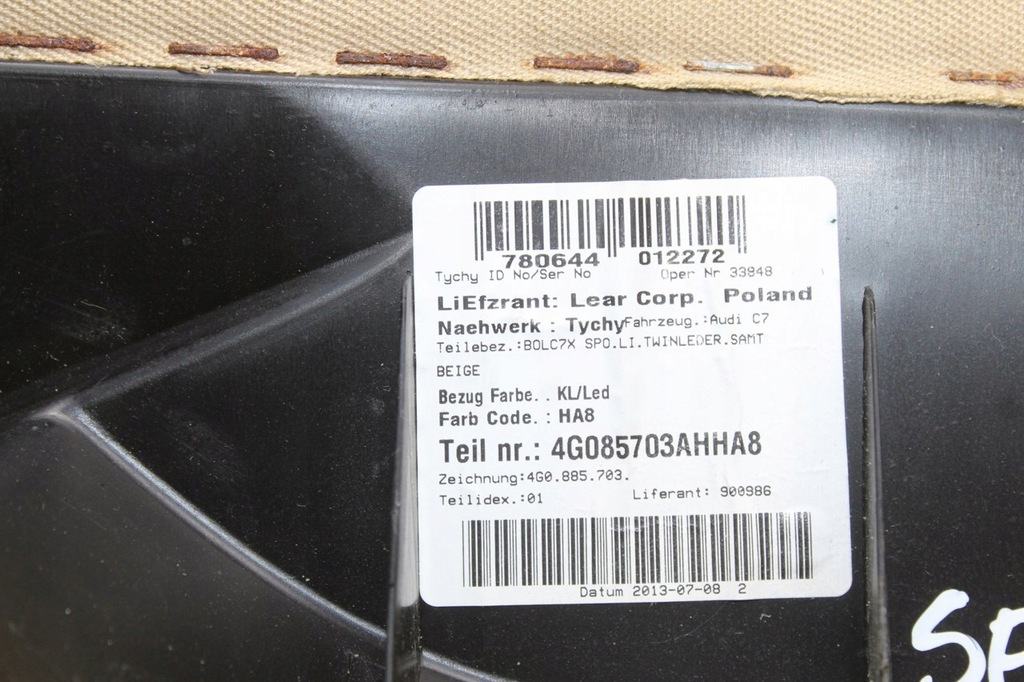 780644 012272
Tychy ID No/Ser No Oper Nr 33948
LiEfzrant: Lear Corp. Poland
Naehwerk : Tychy Fahrzeug.:Audi C7
Teilebez.:BOLC7X SPO.LI.TWINLEDER.SAMT
BEIGE
Bezug Farbe. . KL/Led
Farb Code. : HA8
Teil nr.: 4G085703AHHA8
Zeichnung:4G0.885.703.
Teilidex.:01 Liferant: 900986
Datum 2013-07-08 2